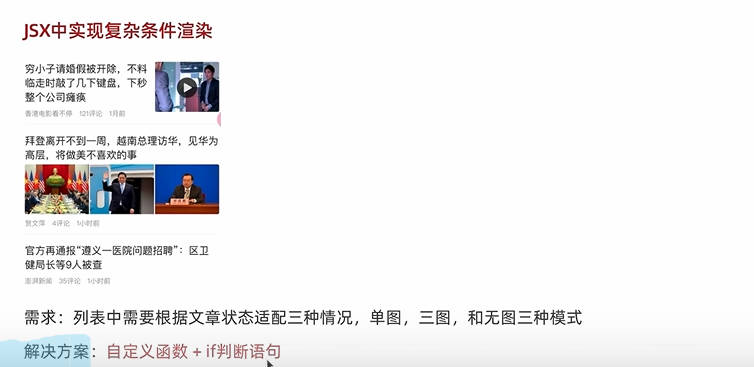 JSX中实现复杂条件渲染
穷小子请婚假被开除，不料
临走时敲了几下键盘，下秒
整个公司瘫痪
香港电影看不停 121评论 1月前
拜登离开不到一周，越南总理访华，见华为
高层，将做美不喜欢的事
贺文萍 4评论 1小时前
官方再通报“遵义一医院问题招聘”：区卫
健局长等9人被查
澎湃新闻 35评论 1小时前
需求：列表中需要根据文章状态适配三种情况，单图，三图，和无图三种模式
解决方案：自定义函数 + if判断语句